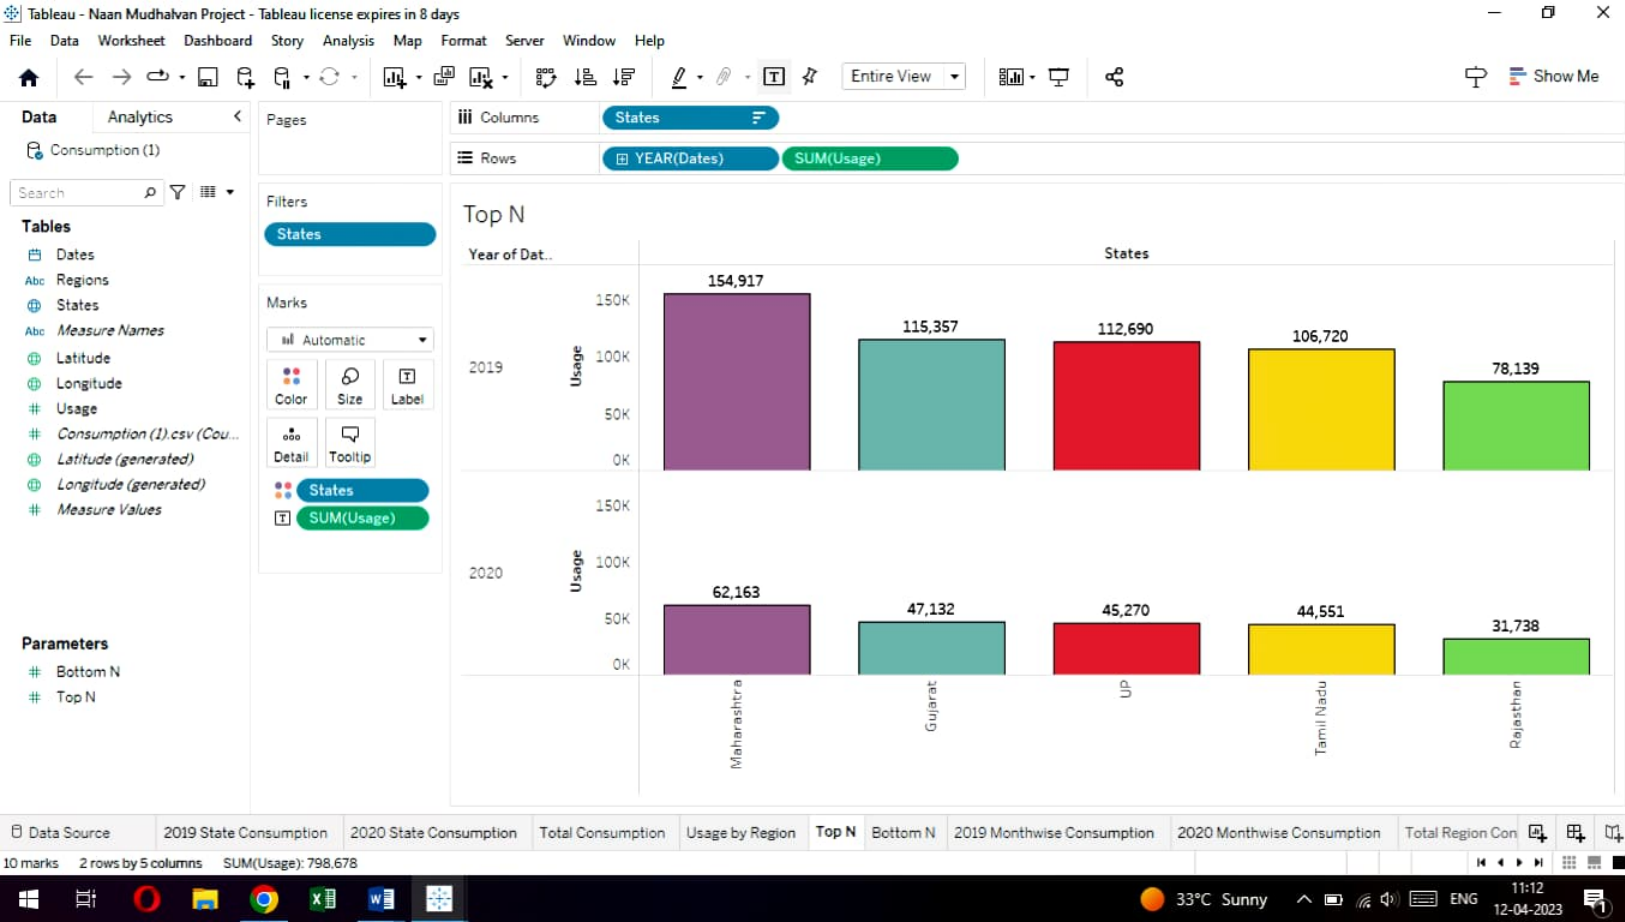 Tableau - Naan Mudhalvan Project - Tableau license expires in 8 days
File Data Worksheet Dashboard Story Analysis Map Format Server Window Help
Entire View
Show Me
Data Analytics
Consumption (1)
Search
Tables
Dates
Abc Regions
States
Abc Measure Names
Latitude
Longitude
# Usage
# Consumption (1).csv (Cou...
Latitude (generated)
Longitude (generated)
# Measure Values
Parameters
# Bottom N
# Top N
Pages
Filters
States
Marks
Automatic
Color Size T Label
Detail Tooltip
States
T SUM(Usage)
Columns States
Rows YEAR(Dates) SUM(Usage)
Top N
Year of Dat.. States
2019
Usage
150K
100K
50K
0K
154,917
115,357
112,690
106,720
78,139
2020
Usage
150K
100K
50K
0K
62,163
47,132
45,270
44,551
31,738
Maharashtra
Gujarat
UP
Tamil Nadu
Rajasthan
Data Source 2019 State Consumption 2020 State Consumption Total Consumption Usage by Region Top N Bottom N 2019 Monthwise Consumption 2020 Monthwise Consumption Total Region Con
10 marks 2 rows by 5 columns SUM(Usage): 798,678
33°C Sunny ENG 11:12
12-04-2023
1